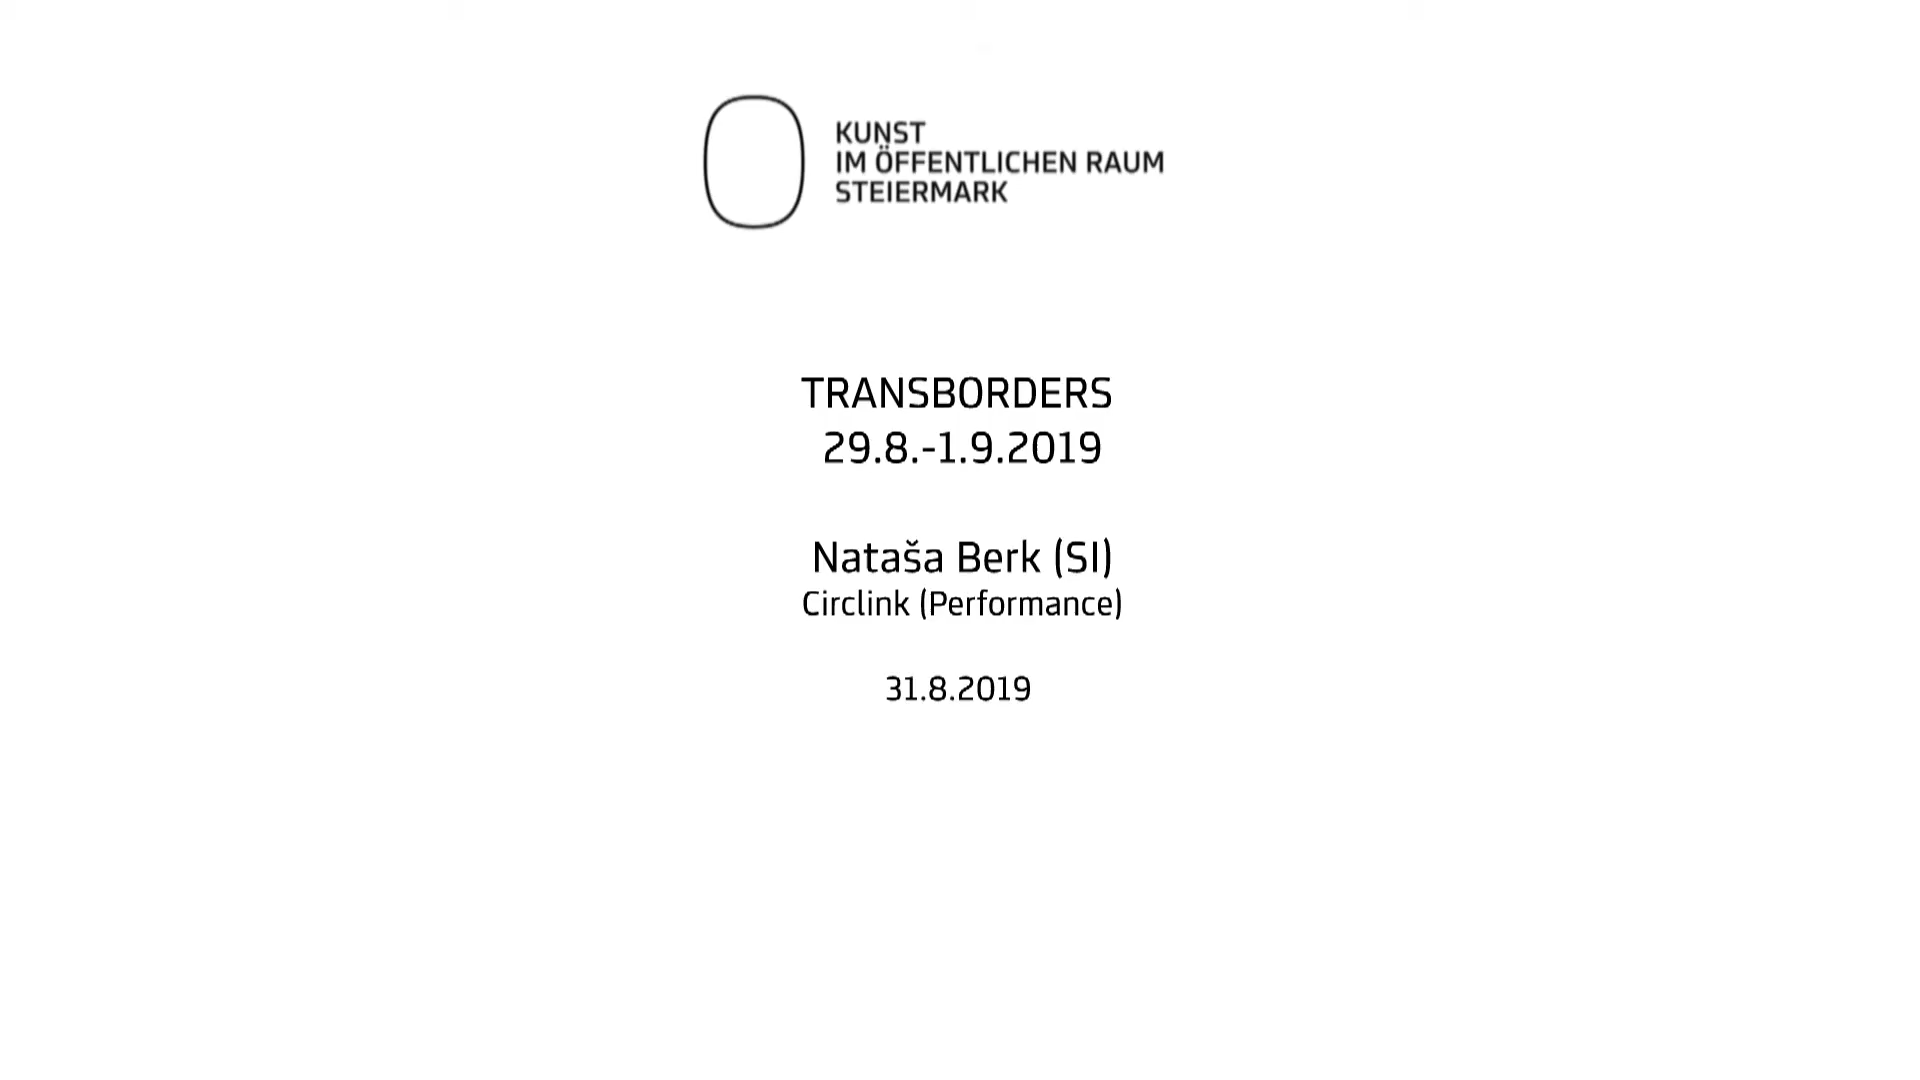 KUNST
IM ÖFFENTLICHEN RAUM
STEIERMARK
TRANSBORDERS
29.8.-1.9.2019
Nataša Berk (SI)
Circlink (Performance)
31.8.2019